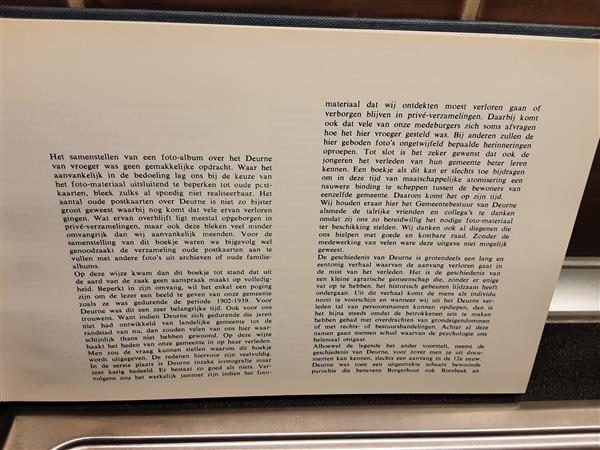 Het samenstellen van een foto-album over het Deurne
van vroeger was geen gemakkelijke opdracht. Waar het
aanvankelijk in de bedoeling lag ons bij de keuze van
het foto-materiaal uitsluitend te beperken tot oude post-
kaarten, bleek zulks al spoedig niet realiseerbaar. Het
aantal oude postkaarten over Deurne is niet zo bijster
groot geweest waarbij nog komt dat vele ervan verloren
gingen. Wat ervan overblijft ligt meestal opgeborgen in
privé-verzamelingen, maar ook deze bleken veel minder
omvangrijk dan wij aanvankelijk meenden. Voor de
samenstelling van dit boekje waren we bijgevolg wel
genoodzaakt de verzameling oude postkaarten aan te
vullen met andere foto's uit archieven of oude familie-
albums.
Op deze wijze kwam dan dit boekje tot stand dat uit
de aard van de zaak geen aanspraak maakt op volledig-
heid. Beperkt in zijn omvang, wil het enkel een poging
zijn om de lezer een beeld te geven van onze gemeente
zoals ze was gedurende de periode 1902-1939. Voor
Deurne was dit een zeer belangrijke tijd. Ook voor ons
trouwens. Want indien Deurne zich gedurende die jaren
niet had ontwikkeld van landelijke gemeente tot de
randstad van nu, dan zouden velen van ons hier waar-
schijnlijk thans niet hebben gewoond. Op deze wijze
haakt het heden van onze gemeente in op haar verleden.
Men zou de vraag kunnen stellen waarom dit boekje
wordt uitgegeven. De redenen hiervoor zijn veelvuldig.
In de eerste plaats is Deurne inzake iconografie maar
zeer karig bedeeld. Er bestaat zo goed als niets. Ver-
volgens zou het werkelijk jammer zijn indien het foto-
materiaal dat wij ontdekten moest verloren gaan of
verborgen blijven in privé-verzamelingen. Daarbij komt
ook dat vele van onze medeburgers zich soms afvragen
hoe het hier vroeger gesteld was. Bij anderen zullen de
hier geboden foto's ongetwijfeld bepaalde herinneringen
oproepen. Tot slot is het zeker gewenst dat ook de
jongeren het verleden van hun gemeente beter leren
kennen. Een boekje als dit kan er slechts toe bijdragen
om in deze tijd van maatschappelijke atomisering een
nauwere binding te scheppen tussen de bewoners van
eenzelfde gemeente. Daarom komt het op zijn tijd.
Wij houden eraan hier het Gemeentebestuur van Deurne
alsmede de talrijke vrienden en collega's te danken
omdat zij ons zo bereidwillig het nodige foto-materiaal
ter beschikking stelden. Wij danken ook al diegenen die
ons hielpen met goede en kostbare raad. Zonder de
medewerking van velen ware deze uitgave niet mogelijk
geweest.
De geschiedenis van Deurne is grotendeels een lang en
eentonig verhaal waarvan de aanvang verloren gaat in
de mist van het verleden. Het is de geschiedenis van
een kleine agrarische gemeenschap die, zonder er enige
vat op te hebben, het historisch gebeuren lijdzaam heeft
ondergaan. Uit dit verhaal komt de mens als individu
nooit te voorschijn en wanneer wij uit het Deurns ver-
leden tal van persoonsnamen kunnen opdiepen, dan is
het bijna steeds omdat de betrokkenen iets te maken
hebben gehad met overdrachten van grondeigendommen
of met rechts- of bestuurshandelingen. Achter al deze
namen gaan mensen schuil waarvan de psychologie ons
helemaal ontgaat.
Alhoewel de legende het ander voorstelt, neemt de
geschiedenis van Deurne, voor zover men ze uit docu-
menten kan kennen, slechts een aanvang in de 12e eeuw.
Deurne was toen een uitgestrekte schaars bewoonde
parochie die benevens Borgerhout ook Borsbeek en